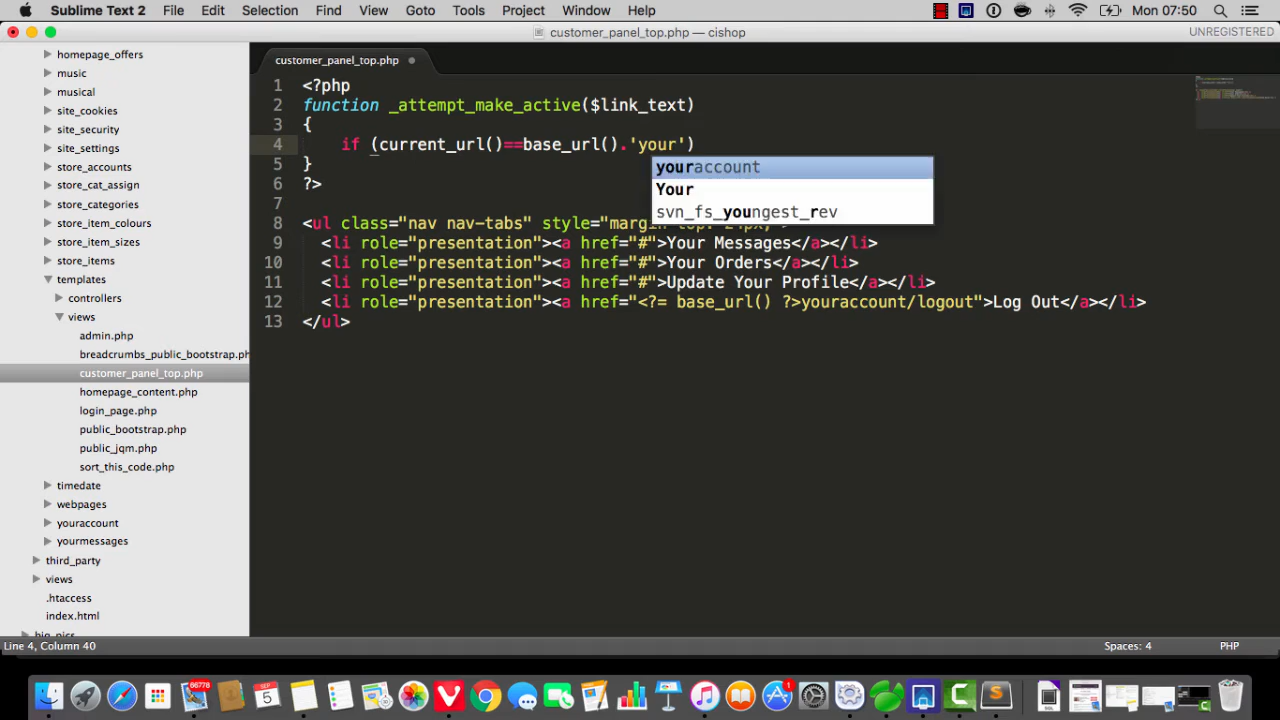 Sublime Text 2 File Edit Selection Find View Goto Tools Project Window Help Mon 07:50
customer_panel_top.php — cishop UNREGISTERED
homepage_offers
music
musical
site_cookies
site_security
site_settings
store_accounts
store_cat_assign
store_categories
store_item_colours
store_item_sizes
store_items
templates
controllers
views
admin.php
breadcrumbs_public_bootstrap.ph
customer_panel_top.php
homepage_content.php
login_page.php
public_bootstrap.php
public_jqm.php
sort_this_code.php
timedate
webpages
youraccount
yourmessages
third_party
views
.htaccess
index.html
big_pics
customer_panel_top.php
1 <?php
2 function _attempt_make_active($link_text)
3 {
4 if (current_url()==base_url().'your')
5 }
6 ?>
7
8 <ul class="nav nav-tabs" style="margin-top: 24px;">
9 <li role="presentation"><a href="#">Your Messages</a></li>
10 <li role="presentation"><a href="#">Your Orders</a></li>
11 <li role="presentation"><a href="#">Update Your Profile</a></li>
12 <li role="presentation"><a href="<?= base_url() ?>youraccount/logout">Log Out</a></li>
13 </ul>
youraccount
Your
svn_fs_youngest_rev
Line 4, Column 40 Spaces: 4 PHP
66778
SEP
5
1